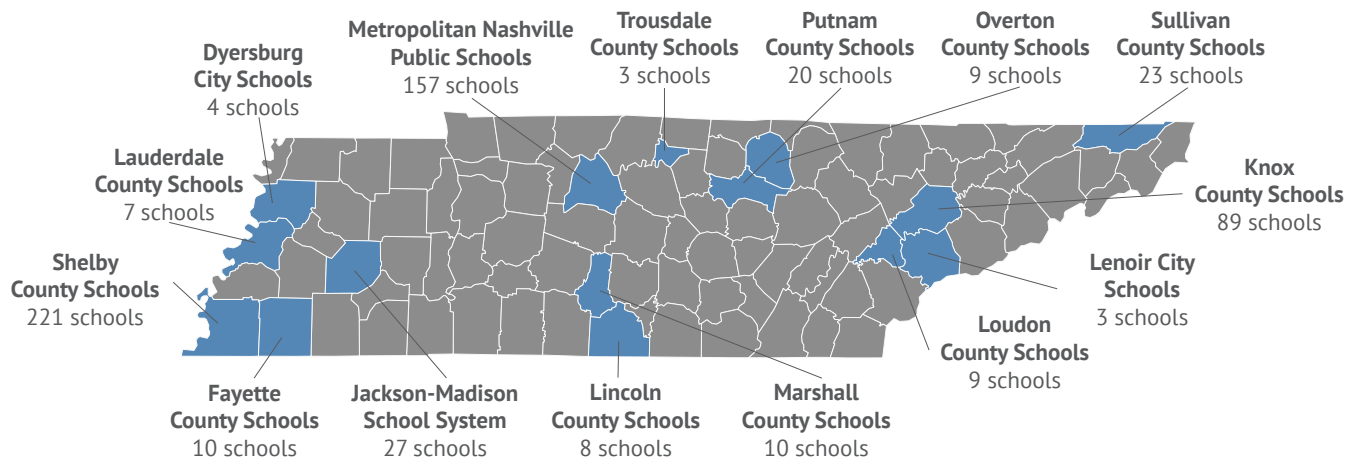 Dyersburg
City Schools
4 schools
Metropolitan Nashville
Public Schools
157 schools
Trousdale
County Schools
3 schools
Putnam
County Schools
20 schools
Overton
County Schools
9 schools
Sullivan
County Schools
23 schools
Lauderdale
County Schools
7 schools
Knox
County Schools
89 schools
Shelby
County Schools
221 schools
Lenoir City
Schools
3 schools
Loudon
County Schools
9 schools
Fayette
County Schools
10 schools
Jackson-Madison
School System
27 schools
Lincoln
County Schools
8 schools
Marshall
County Schools
10 schools